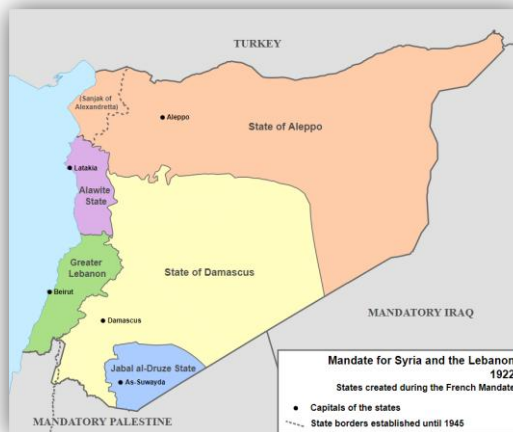 TURKEY
(Sanjak of
Alexandretta)
Aleppo
State of Aleppo
Latakia
Alawite
State
Greater
Lebanon
State of Damascus
Beirut
Damascus
MANDATORY IRAQ
Jabal al-Druze State
As-Suwayda
MANDATORY PALESTINE
Mandate for Syria and the Lebanon
1922
States created during the French Mandate
Capitals of the states
State borders established until 1945